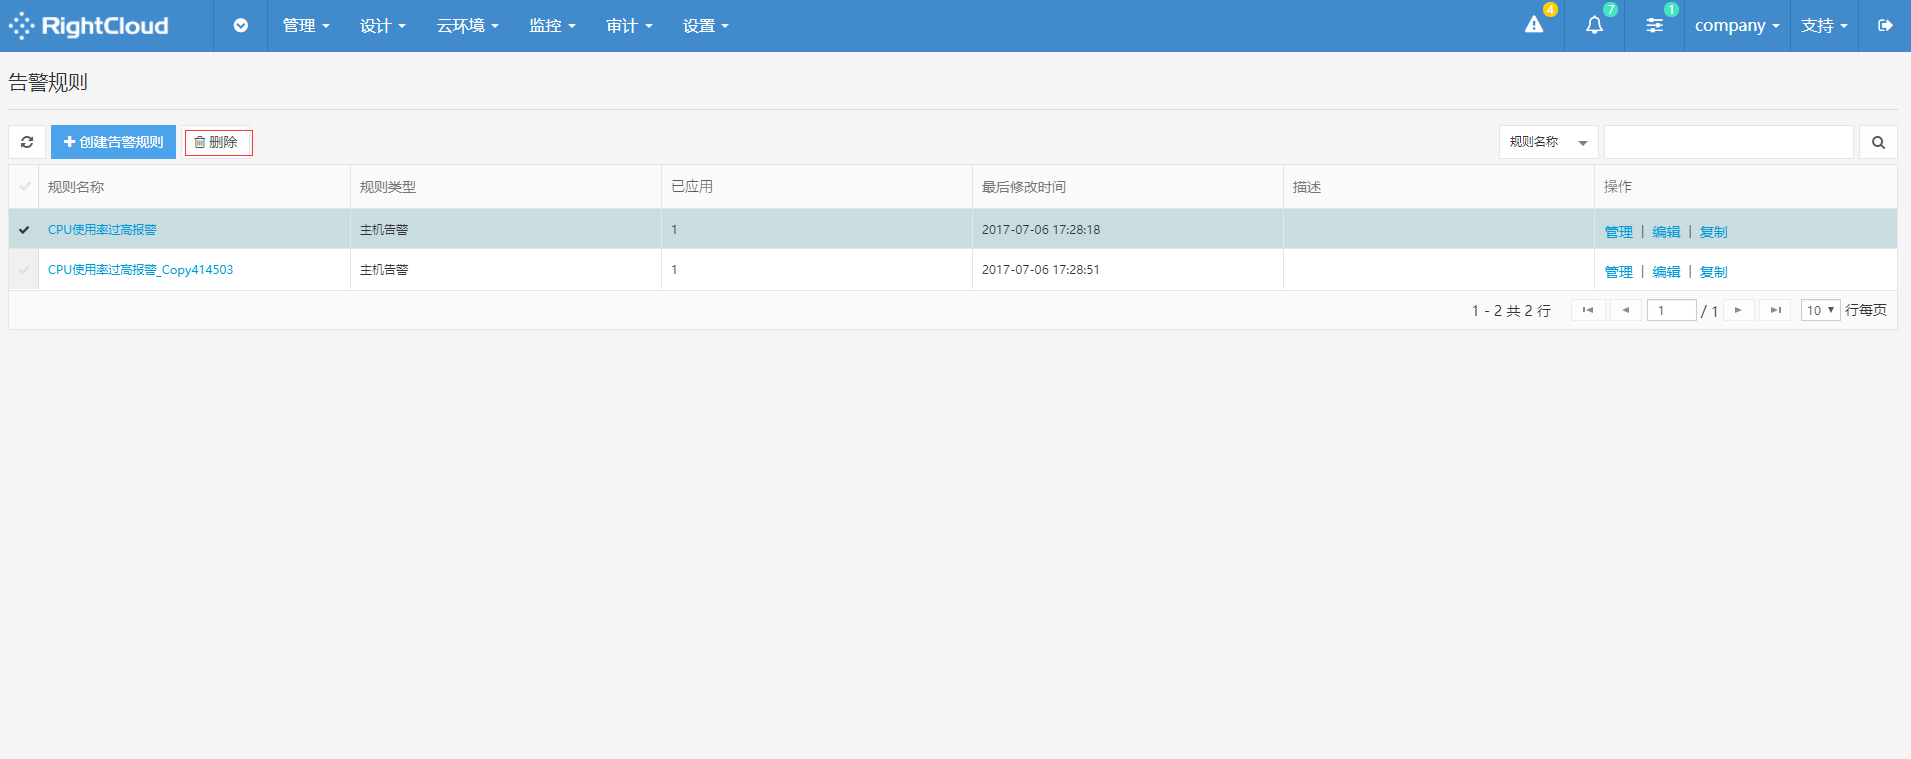 RightCloud 管理 设计 云环境 监控 审计 设置 4 7 1 company 支持
告警规则
创建告警规则 删除 规则名称
规则名称 规则类型 已应用 最后修改时间 描述 操作
CPU使用率过高报警 主机告警 1 2017-07-06 17:28:18 管理 | 编辑 | 复制
CPU使用率过高报警_Copy414503 主机告警 1 2017-07-06 17:28:51 管理 | 编辑 | 复制
1 - 2 共 2 行 1 / 1 10 行每页